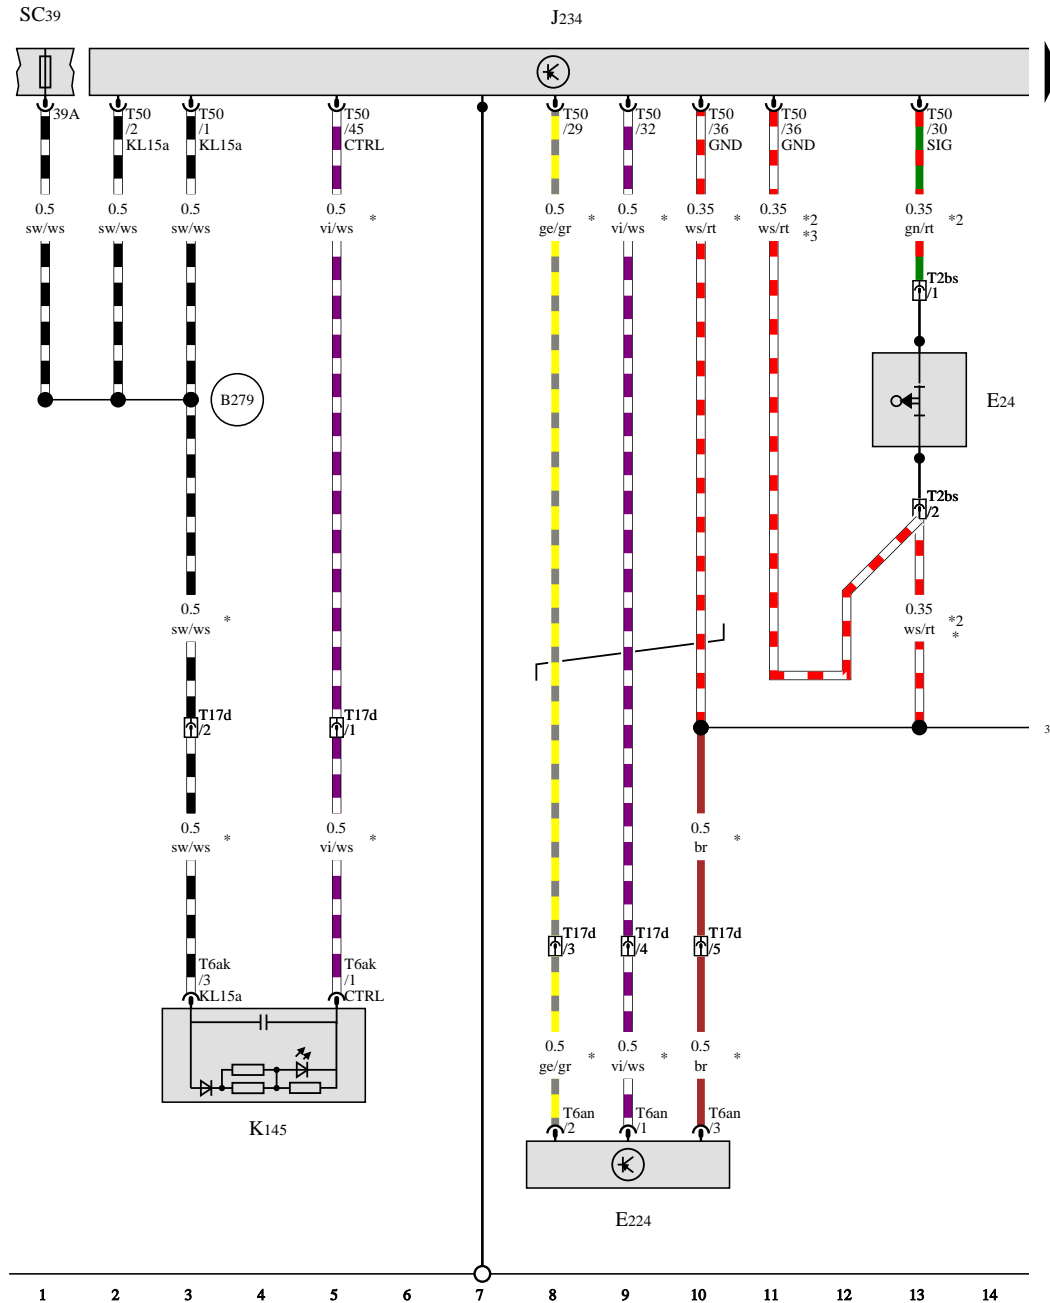 SC39
J234
39A
T50
/2
KL15a
T50
/1
KL15a
T50
/45
CTRL
T50
/29
T50
/32
T50
/36
GND
T50
/36
GND
T50
/30
SIG
0.5
sw/ws
0.5
sw/ws
0.5
sw/ws
0.5
vi/ws *
0.5
ge/gr *
0.5
vi/ws *
0.35
ws/rt *
0.35
ws/rt *2
*3
0.35
gn/rt *2
T2bs
/1
B279
E24
T2bs
/2
0.5
sw/ws *
0.35
ws/rt *2
*
T17d
/2
T17d
/1
3
0.5
sw/ws *
0.5
vi/ws *
0.5
br *
T17d
/3
T17d
/4
T17d
/5
T6ak
/3
KL15a
T6ak
/1
CTRL
0.5
ge/gr *
0.5
vi/ws *
0.5
br *
K145
T6an
/2
T6an
/1
T6an
/3
E224
1 2 3 4 5 6 7 8 9 10 11 12 13 14